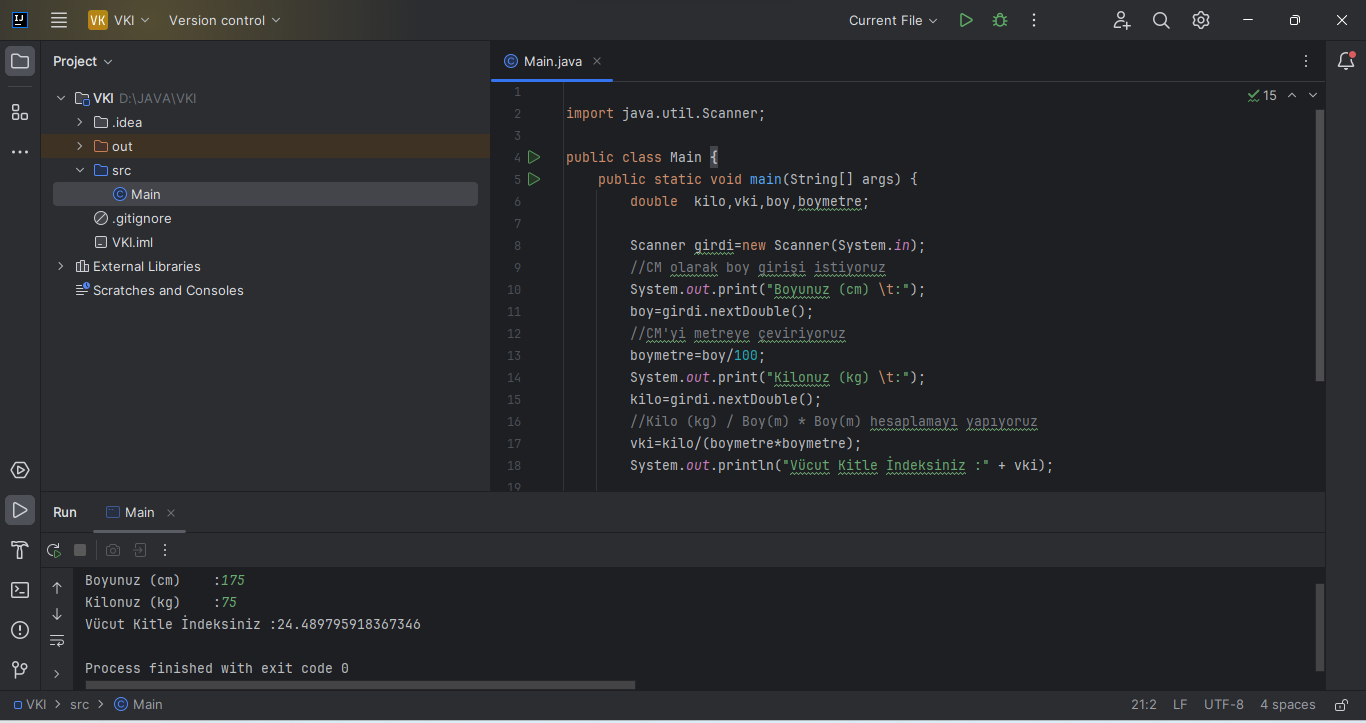 VK VKI Version control Current File
Project
VKI D:\JAVA\VKI
.idea
out
src
Main
.gitignore
VKI.iml
External Libraries
Scratches and Consoles
Main.java
15
1
2 import java.util.Scanner;
3
4 public class Main {
5 public static void main(String[] args) {
6 double  kilo,vki,boy,boymetre;
7
8 Scanner girdi=new Scanner(System.in);
9 //CM olarak boy girişi istiyoruz
10 System.out.print("Boyunuz (cm) \t:");
11 boy=girdi.nextDouble();
12 //CM'yi metreye çeviriyoruz
13 boymetre=boy/100;
14 System.out.print("Kilonuz (kg) \t:");
15 kilo=girdi.nextDouble();
16 //Kilo (kg) / Boy(m) * Boy(m) hesaplamayı yapıyoruz
17 vki=kilo/(boymetre*boymetre);
18 System.out.println("Vücut Kitle İndeksiniz :" + vki);
19
Run Main
Boyunuz (cm)    :175
Kilonuz (kg)    :75
Vücut Kitle İndeksiniz :24.489795918367346
Process finished with exit code 0
VKI > src > Main 21:2 LF UTF-8 4 spaces